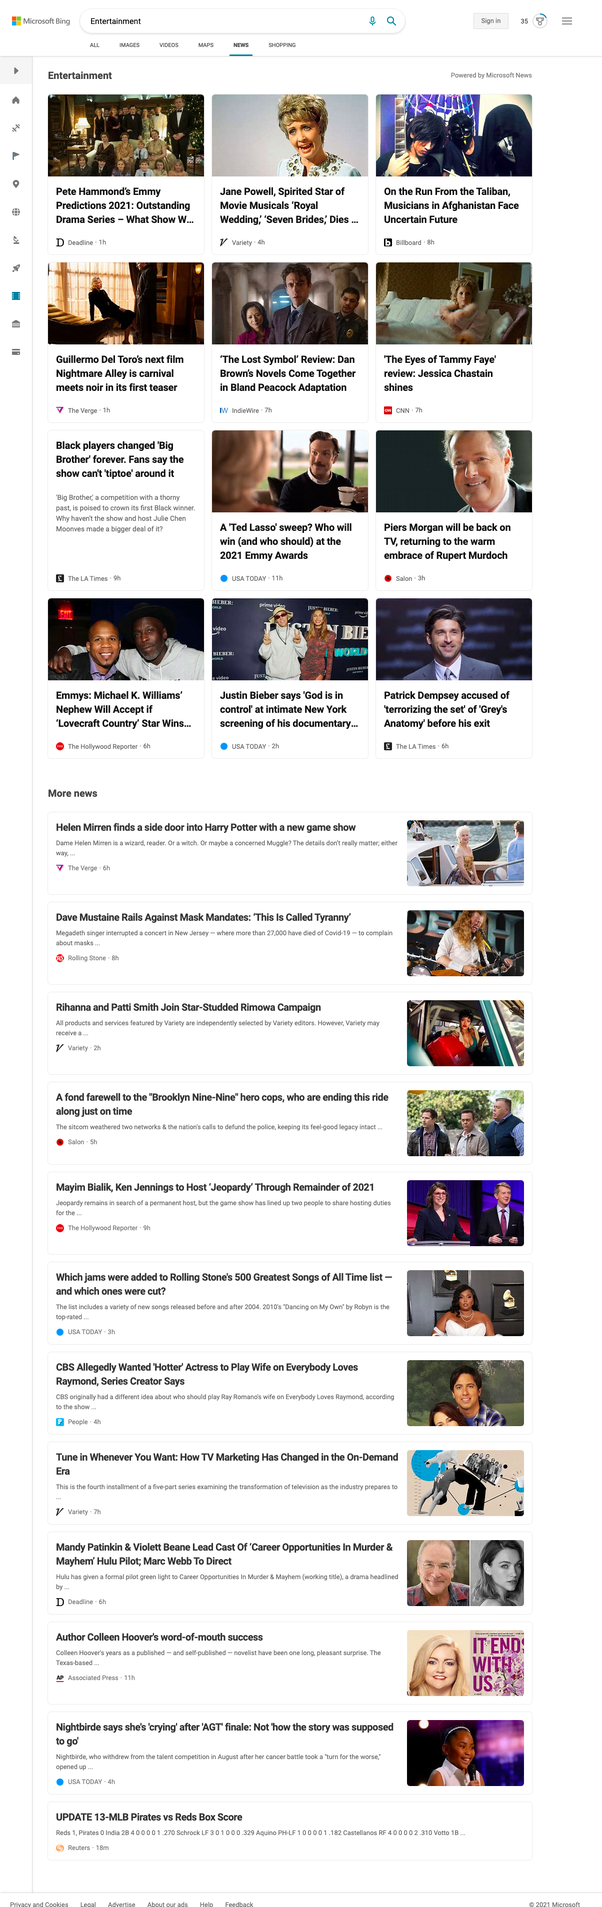 Microsoft Bing
Entertainment
Sign in
35
ALL
IMAGES
VIDEOS
MAPS
NEWS
SHOPPING
Entertainment
Powered by Microsoft News
Pete Hammond's Emmy
Predictions 2021: Outstanding
Drama Series – What Show W...
Deadline · 1h
Jane Powell, Spirited Star of
Movie Musicals 'Royal
Wedding,' 'Seven Brides,' Dies ...
Variety · 4h
On the Run From the Taliban,
Musicians in Afghanistan Face
Uncertain Future
Billboard · 8h
Guillermo Del Toro's next film
Nightmare Alley is carnival
meets noir in its first teaser
The Verge · 1h
'The Lost Symbol' Review: Dan
Brown's Novels Come Together
in Bland Peacock Adaptation
IndieWire · 7h
'The Eyes of Tammy Faye'
review: Jessica Chastain
shines
CNN · 7h
Black players changed 'Big
Brother' forever. Fans say the
show can't 'tiptoe' around it
'Big Brother,' a competition with a thorny
past, is poised to crown its first Black winner.
Why haven't the show and host Julie Chen
Moonves made a bigger deal of it?
The LA Times · 9h
A 'Ted Lasso' sweep? Who will
win (and who should) at the
2021 Emmy Awards
USA TODAY · 11h
Piers Morgan will be back on
TV, returning to the warm
embrace of Rupert Murdoch
Salon · 3h
EXIT
Emmys: Michael K. Williams'
Nephew Will Accept if
'Lovecraft Country' Star Wins...
The Hollywood Reporter · 6h
BIEBER:
prime video
JUSTIN BIE
WORLD
Justin Bieber says 'God is in
control' at intimate New York
screening of his documentary...
USA TODAY · 2h
Patrick Dempsey accused of
'terrorizing the set' of 'Grey's
Anatomy' before his exit
The LA Times · 6h
More news
Helen Mirren finds a side door into Harry Potter with a new game show
Dame Helen Mirren is a wizard, reader. Or a witch. Or maybe a concerned Muggle? The details don't really matter; either
way, ...
The Verge · 6h
Dave Mustaine Rails Against Mask Mandates: 'This Is Called Tyranny'
Megadeth singer interrupted a concert in New Jersey — where more than 27,000 have died of Covid-19 — to complain
about masks ...
Rolling Stone · 8h
Rihanna and Patti Smith Join Star-Studded Rimowa Campaign
All products and services featured by Variety are independently selected by Variety editors. However, Variety may
receive a ...
Variety · 2h
A fond farewell to the "Brooklyn Nine-Nine" hero cops, who are ending this ride
along just on time
The sitcom weathered two networks & the nation's calls to defund the police, keeping its feel-good legacy intact ...
Salon · 5h
Mayim Bialik, Ken Jennings to Host 'Jeopardy' Through Remainder of 2021
Jeopardy remains in search of a permanent host, but the game show has lined up two people to share hosting duties
for the ...
The Hollywood Reporter · 9h
Which jams were added to Rolling Stone's 500 Greatest Songs of All Time list —
and which ones were cut?
The list includes a variety of new songs released before and after 2004. 2010's "Dancing on My Own" by Robyn is the
top-rated ...
USA TODAY · 3h
CBS Allegedly Wanted 'Hotter' Actress to Play Wife on Everybody Loves
Raymond, Series Creator Says
CBS originally had a different idea about who should play Ray Romano's wife on Everybody Loves Raymond, according
to the show ...
People · 4h
Tune in Whenever You Want: How TV Marketing Has Changed in the On-Demand
Era
This is the fourth installment of a five-part series examining the transformation of television as the industry prepares to
...
Variety · 7h
Mandy Patinkin & Violett Beane Lead Cast Of 'Career Opportunities In Murder &
Mayhem' Hulu Pilot; Marc Webb To Direct
Hulu has given a formal pilot green light to Career Opportunities In Murder & Mayhem (working title), a drama headlined
by ...
Deadline · 6h
Author Colleen Hoover's word-of-mouth success
Colleen Hoover's years as a published — and self-published — novelist have been one long, pleasant surprise. The
Texas-based ...
Associated Press · 11h
IT ENDS
WITH
US
Nightbirde says she's 'crying' after 'AGT' finale: Not 'how the story was supposed
to go'
Nightbirde, who withdrew from the talent competition in August after her cancer battle took a "turn for the worse,"
opened up ...
USA TODAY · 4h
UPDATE 13-MLB Pirates vs Reds Box Score
Reds 1, Pirates 0 India 2B 4 0 0 0 0 1 .270 Schrock LF 3 0 1 0 0 0 .329 Aquino PH-LF 1 0 0 0 0 1 .182 Castellanos RF 4 0 0 0 0 2 .310 Votto 1B ...
Reuters · 18m
Privacy and Cookies
Legal
Advertise
About our ads
Help
Feedback
© 2021 Microsoft